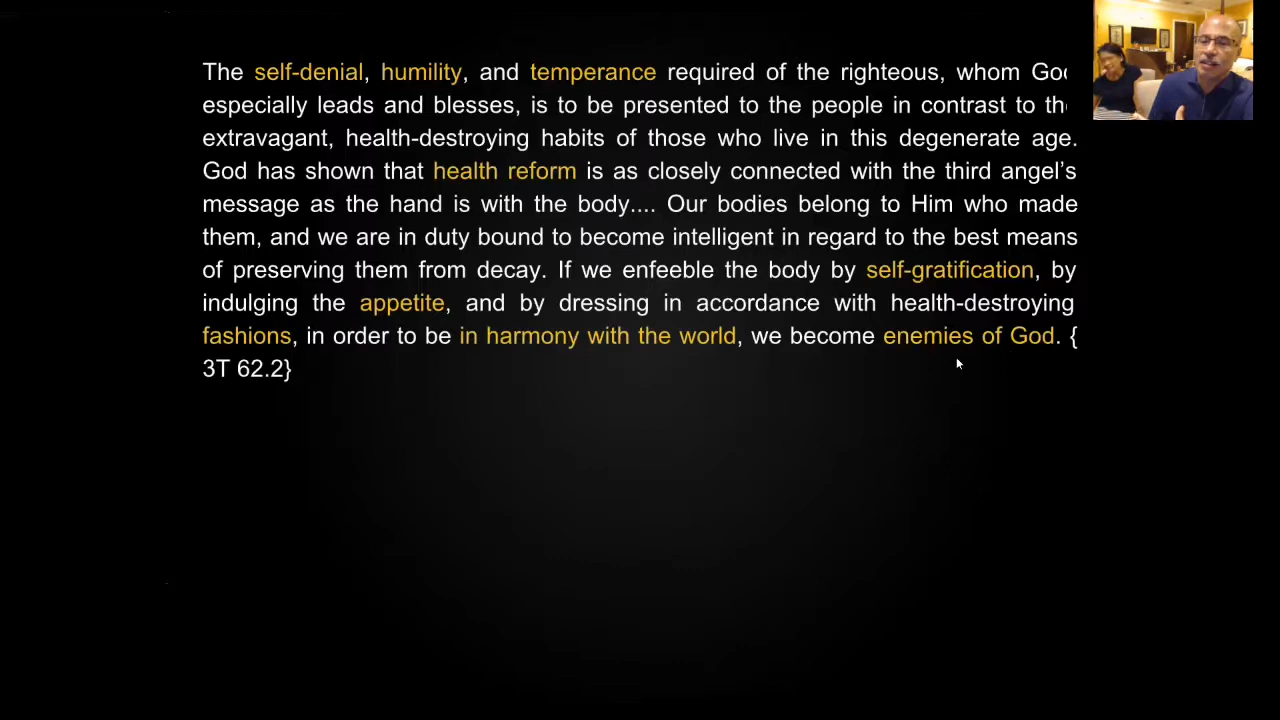 The self-denial, humility, and temperance required of the righteous, whom God
especially leads and blesses, is to be presented to the people in contrast to the
extravagant, health-destroying habits of those who live in this degenerate age.
God has shown that health reform is as closely connected with the third angel’s
message as the hand is with the body.... Our bodies belong to Him who made
them, and we are in duty bound to become intelligent in regard to the best means
of preserving them from decay. If we enfeeble the body by self-gratification, by
indulging the appetite, and by dressing in accordance with health-destroying
fashions, in order to be in harmony with the world, we become enemies of God. {
3T 62.2}